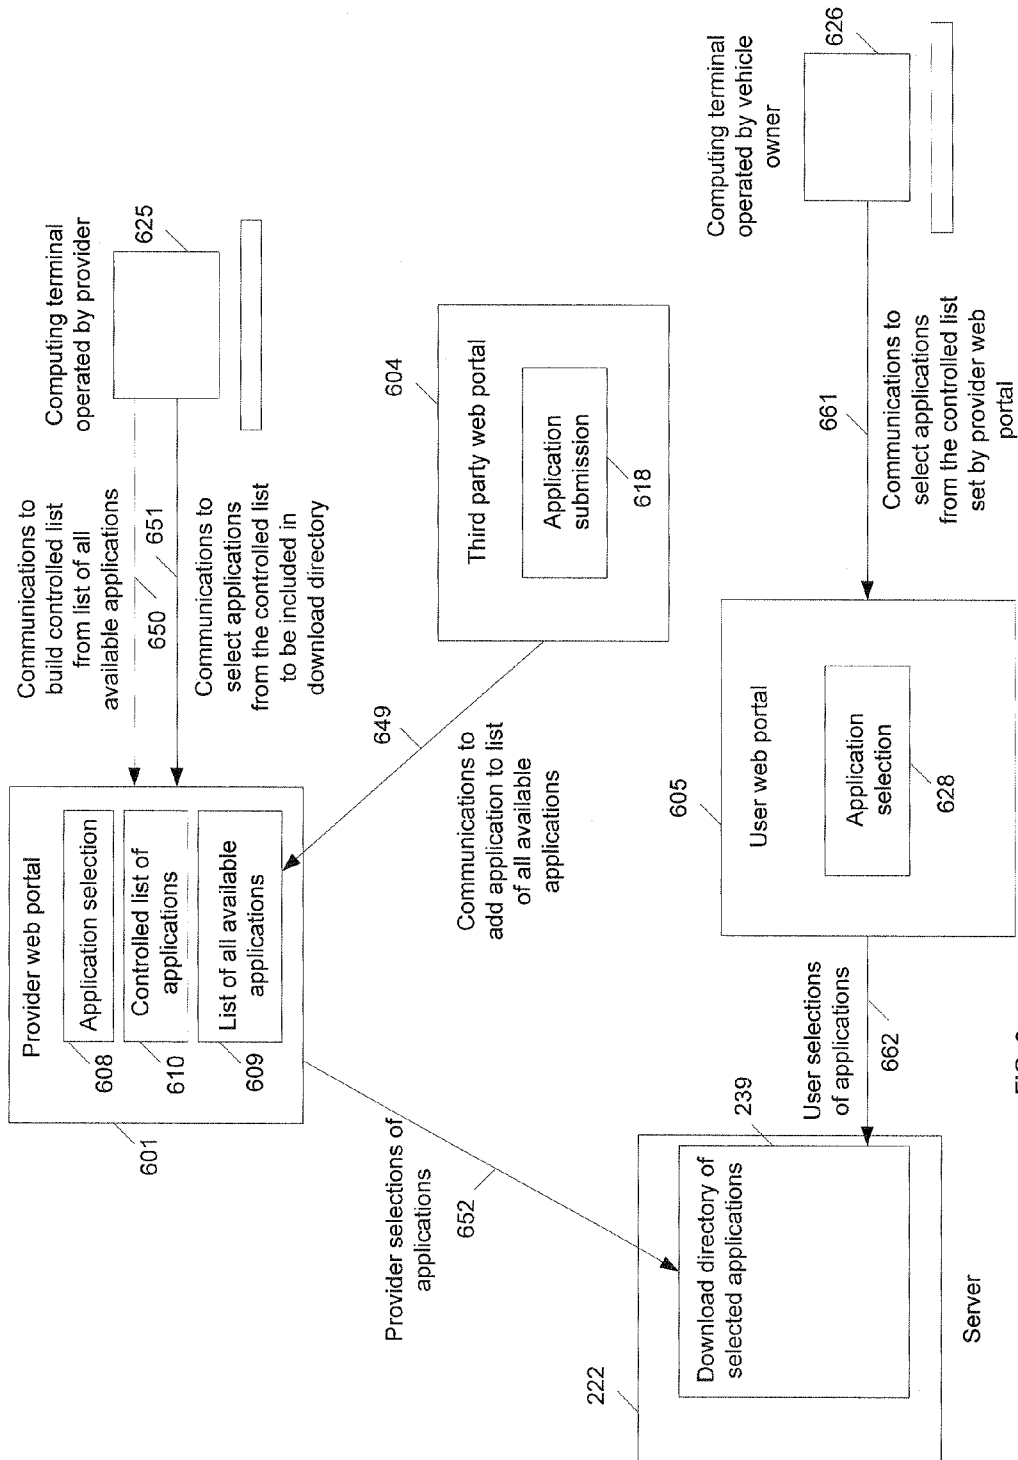 Computing terminal
operated by provider
625
Communications to
build controlled list
from list of all
available applications
650
651
Communications to
select applications
from the controlled list
to be included in
download directory
Provider web portal
Application selection
608
Controlled list of
applications
610
List of all available
applications
609
601
649
Communications to
add application to list
of all available
applications
604
Third party web portal
Application
submission
618
Computing terminal
operated by vehicle
owner
626
661
Communications to
select applications
from the controlled list
set by provider web
portal
605
User web portal
Application
selection
628
Provider selections of
applications
652
User selections
of applications
662
239
Download directory of
selected applications
222
Server